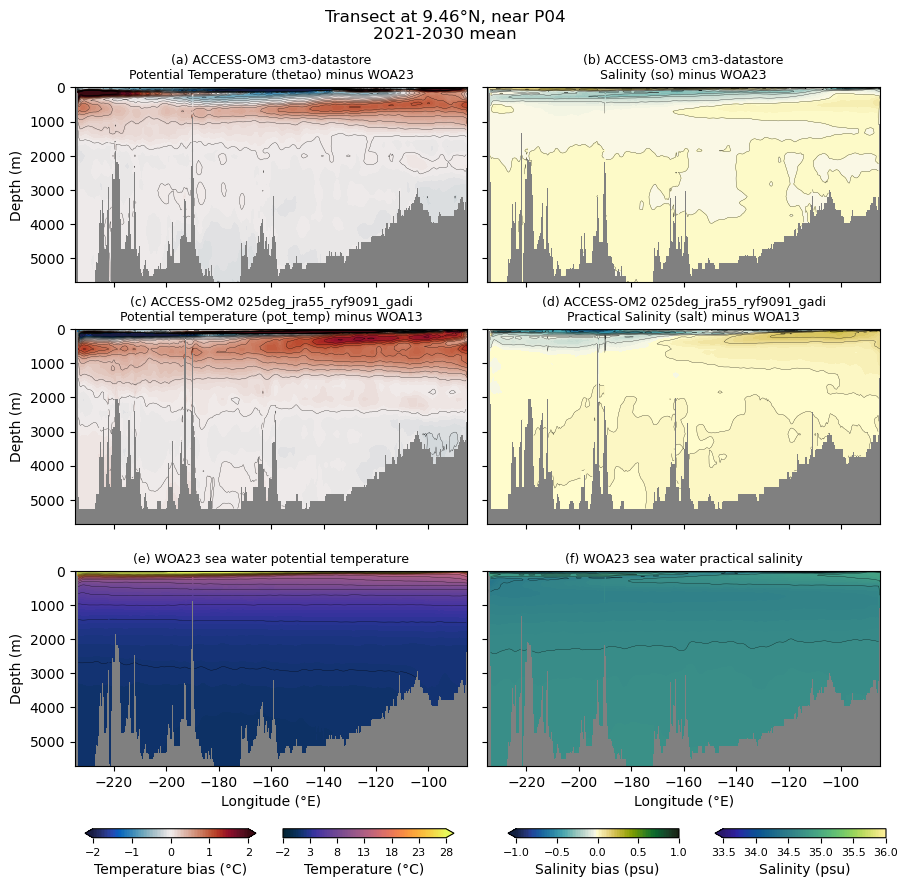 Transect at 9.46°N, near P04
2021-2030 mean
(a) ACCESS-OM3 cm3-datastore
Potential Temperature (thetao) minus WOA23
(b) ACCESS-OM3 cm3-datastore
Salinity (so) minus WOA23
0
1000
2000
3000
4000
5000
Depth (m)
(c) ACCESS-OM2 025deg_jra55_ryf9091_gadi
Potential temperature (pot_temp) minus WOA13
(d) ACCESS-OM2 025deg_jra55_ryf9091_gadi
Practical Salinity (salt) minus WOA13
0
1000
2000
3000
4000
5000
Depth (m)
(e) WOA23 sea water potential temperature
(f) WOA23 sea water practical salinity
0
1000
2000
3000
4000
5000
Depth (m)
−220 −200 −180 −160 −140 −120 −100
Longitude (°E)
−220 −200 −180 −160 −140 −120 −100
Longitude (°E)
−2 −1 0 1 2
Temperature bias (°C)
−2 3 8 13 18 23 28
Temperature (°C)
−1.0 −0.5 0.0 0.5 1.0
Salinity bias (psu)
33.5 34.0 34.5 35.0 35.5 36.0
Salinity (psu)